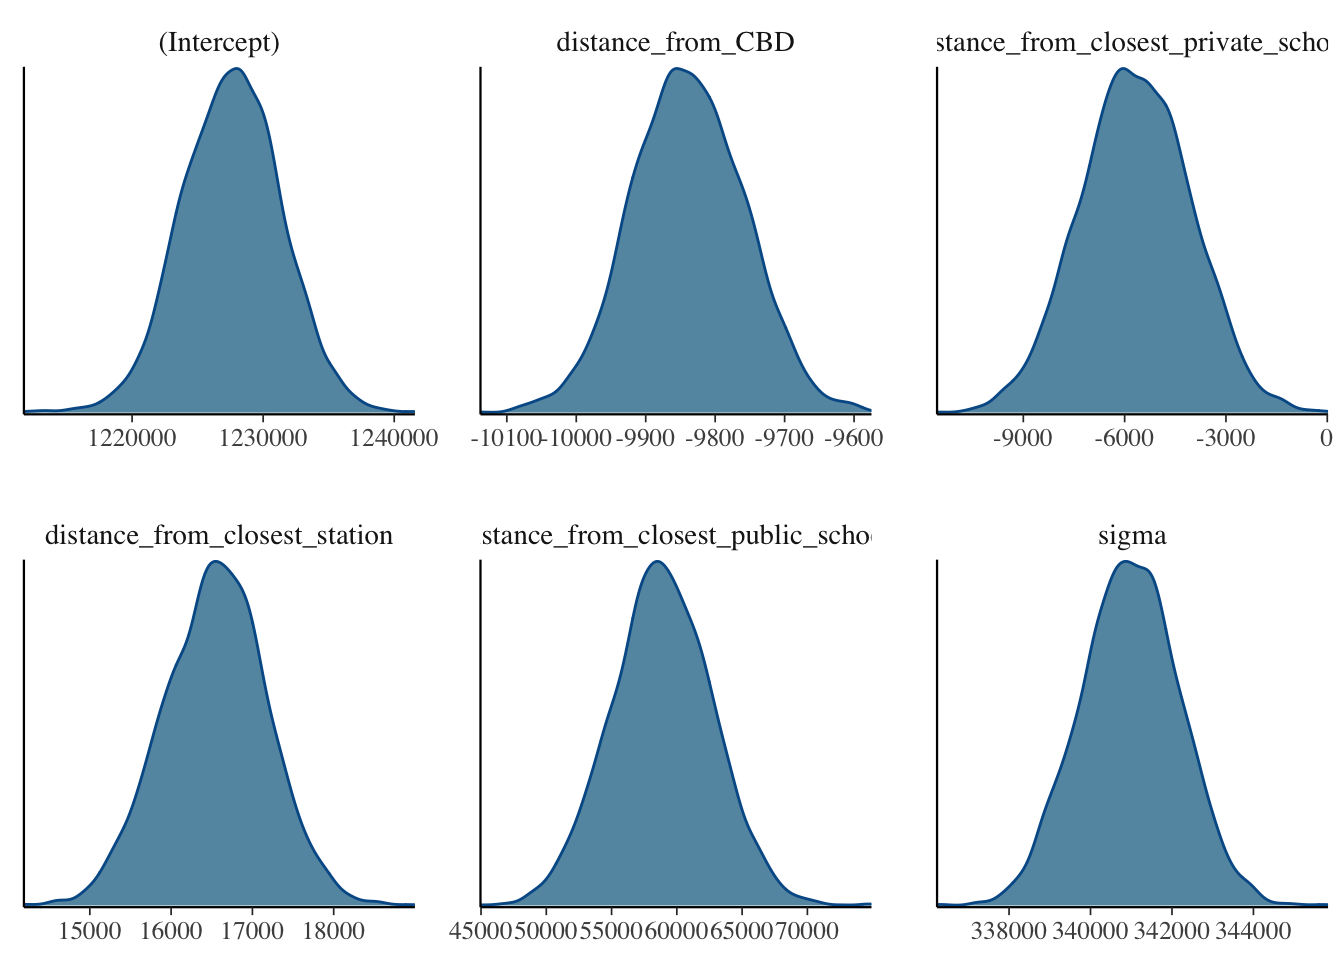 (Intercept)
distance_from_CBD
stance_from_closest_private_scho
1220000 1230000 1240000
-10100 -10000 -9900 -9800 -9700 -9600
-9000 -6000 -3000 0
distance_from_closest_station
stance_from_closest_public_scho
sigma
15000 16000 17000 18000
45000 50000 55000 60000 65000 70000
338000 340000 342000 344000